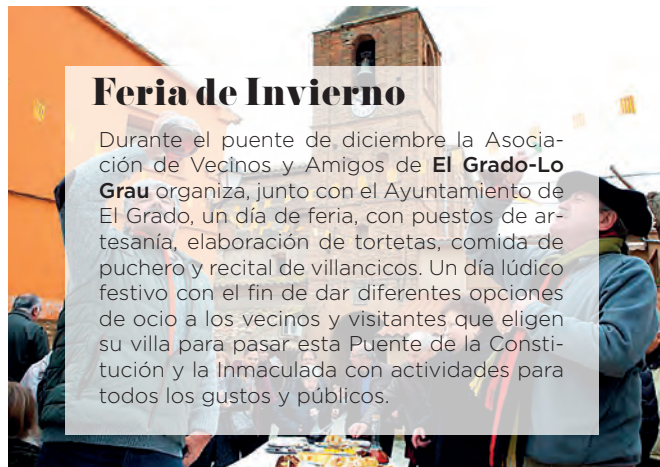 Feria de Invierno
Durante el puente de diciembre la Asocia-
ción de Vecinos y Amigos de El Grado-Lo
Grau organiza, junto con el Ayuntamiento de
El Grado, un día de feria, con puestos de ar-
tesanía, elaboración de tortetas, comida de
puchero y recital de villancicos. Un día lúdico
festivo con el fin de dar diferentes opciones
de ocio a los vecinos y visitantes que eligen
su villa para pasar esta Puente de la Consti-
tución y la Inmaculada con actividades para
todos los gustos y públicos.